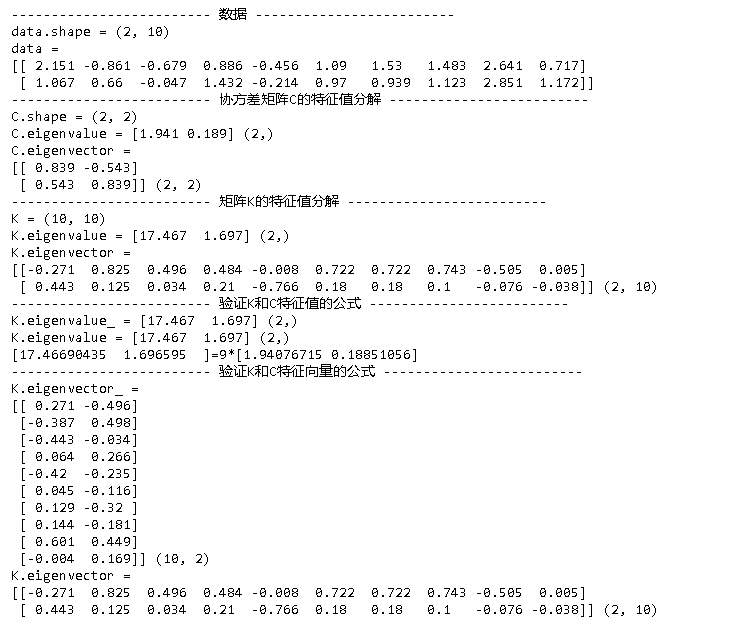 ------------------------ 数据 ------------------------
data.shape = (2, 10)
data =
[[ 2.151 -0.861 -0.679  0.886 -0.456  1.09   1.53   1.483  2.641  0.717]
 [ 1.067  0.66  -0.047  1.432 -0.214  0.97   0.939  1.123  2.851  1.172]]
------------------------ 协方差矩阵C的特征值分解 ------------------------
C.shape = (2, 2)
C.eigenvalue = [1.941 0.189] (2,)
C.eigenvector =
[[ 0.839 -0.543]
 [ 0.543  0.839]] (2, 2)
------------------------ 矩阵K的特征值分解 ------------------------
K = (10, 10)
K.eigenvalue = [17.467  1.697] (2,)
K.eigenvector =
[[-0.271  0.825  0.496  0.484 -0.008  0.722  0.722  0.743 -0.505  0.005]
 [ 0.443  0.125  0.034  0.21  -0.766  0.18   0.18   0.1   -0.076 -0.038]] (2, 10)
------------------------ 验证K和C特征值的公式 ------------------------
K.eigenvalue_ = [17.467  1.697] (2,)
K.eigenvalue = [17.467  1.697] (2,)
[17.46690435  1.696595  ]=9*[1.94076715 0.18851056]
------------------------ 验证K和C特征向量的公式 ------------------------
K.eigenvector_ =
[[ 0.271 -0.496]
 [-0.387  0.498]
 [-0.443 -0.034]
 [ 0.064  0.266]
 [-0.42  -0.235]
 [ 0.045 -0.116]
 [ 0.129 -0.32 ]
 [ 0.144 -0.181]
 [ 0.601  0.449]
 [-0.004  0.169]] (10, 2)
K.eigenvector =
[[-0.271  0.825  0.496  0.484 -0.008  0.722  0.722  0.743 -0.505  0.005]
 [ 0.443  0.125  0.034  0.21  -0.766  0.18   0.18   0.1   -0.076 -0.038]] (2, 10)